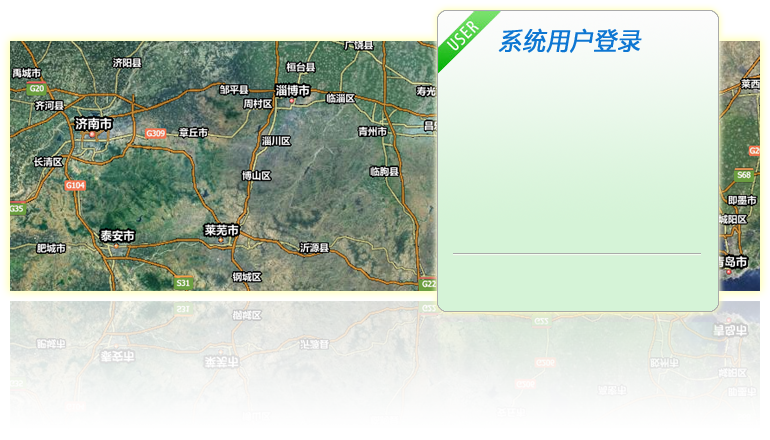 USER
系统用户登录
广饶县
济阳县
桓台县
禹城市
G20
邹平县
淄博市
寿光
莱西
齐河县
周村区
临淄区
济南市
G309
章丘市
青州市
昌乐
淄川区
长清区
G104
博山区
临朐县
S68
即墨市
G35
城阳区
泰安市
莱芜市
肥城市
沂源县
青岛市
钢城区
S31
G22